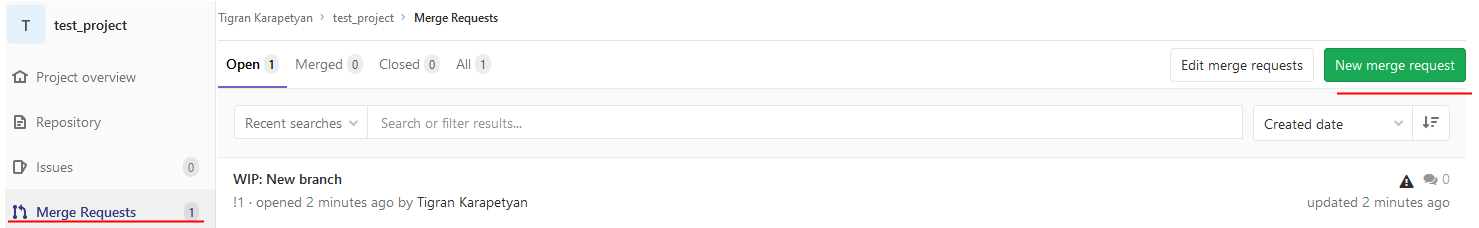 T test_project
Project overview
Repository
Issues 0
Merge Requests 1
Tigran Karapetyan > test_project > Merge Requests
Open 1 Merged 0 Closed 0 All 1 Edit merge requests New merge request
Recent searches Search or filter results... Created date
WIP: New branch 0
!1 · opened 2 minutes ago by Tigran Karapetyan updated 2 minutes ago